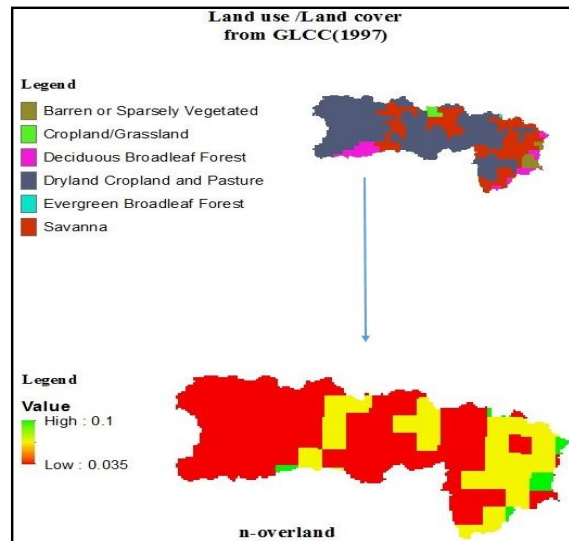 Land use /Land cover
from GLCC(1997)
Legend
Barren or Sparsely Vegetated
Cropland/Grassland
Deciduous Broadleaf Forest
Dryland Cropland and Pasture
Evergreen Broadleaf Forest
Savanna
Legend
Value
High : 0.1
Low : 0.035
n-overland